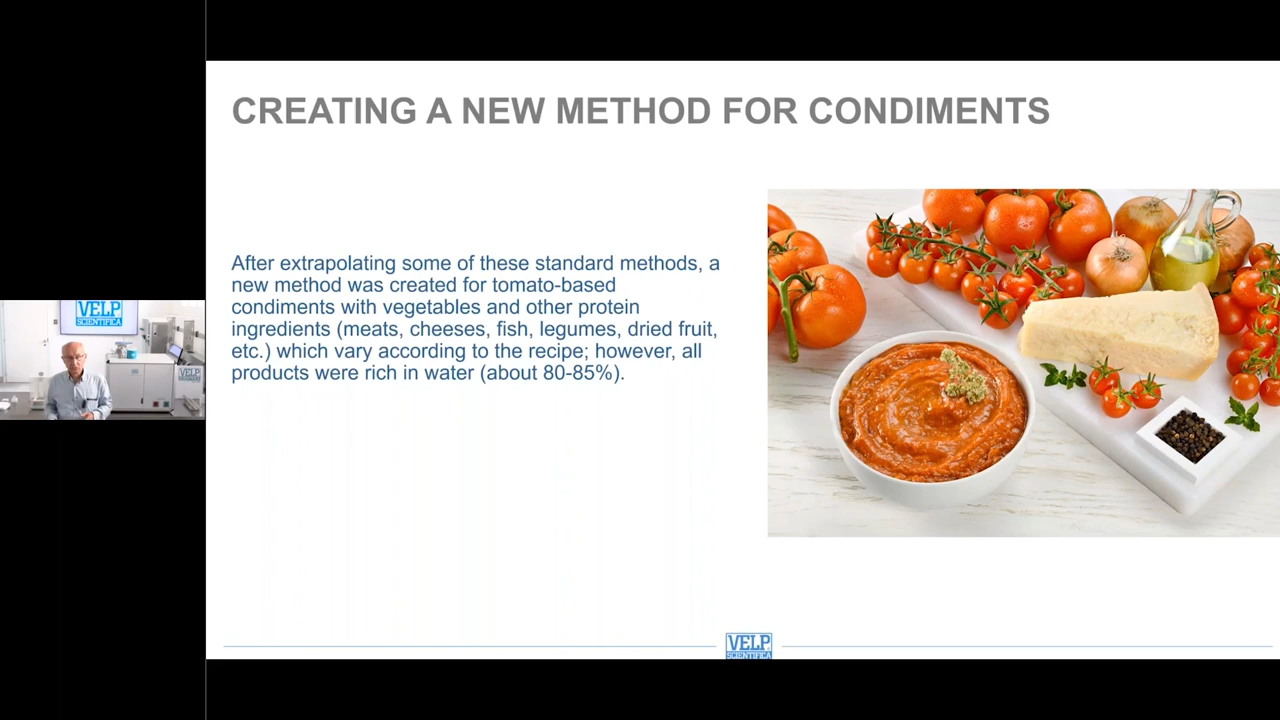 CREATING A NEW METHOD FOR CONDIMENTS
After extrapolating some of these standard methods, a
new method was created for tomato-based
condiments with vegetables and other protein
ingredients (meats, cheeses, fish, legumes, dried fruit,
etc.) which vary according to the recipe; however, all
products were rich in water (about 80-85%).
VELP
SCIENTIFICA
VELP
VELP
SCIENTIFICA